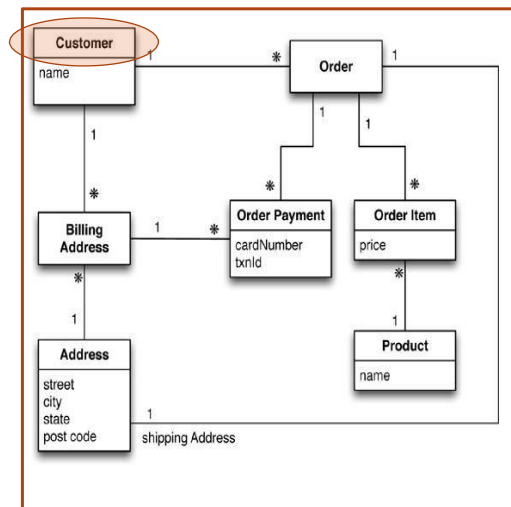 Customer
name
1
*
Order
1
1
1
1
*
*
*
Billing
Address
1
*
Order Payment
cardNumber
txnId
Order Item
price
*
*
1
1
Address
street
city
state
post code
Product
name
1
shipping Address